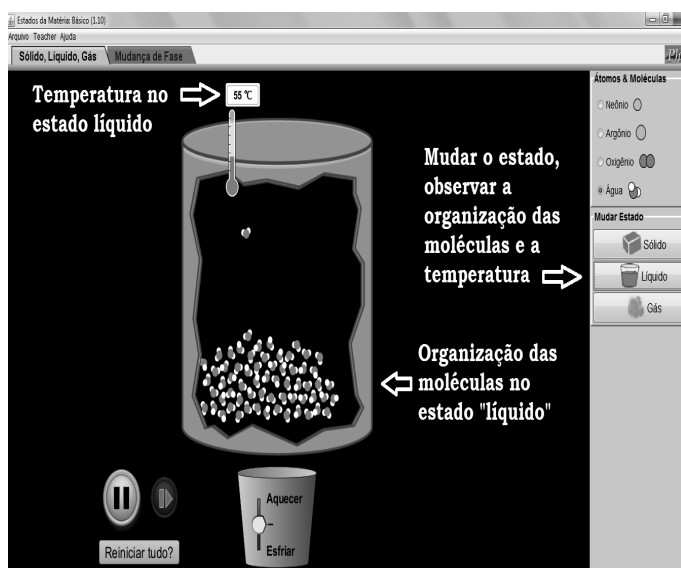 Estados da Matéria: Básico (1.10)
Arquivo Teacher Ajuda
Sólido, Líquido, Gás
Mudança de Fase
Temperatura no
estado líquido
55 °C
Mudar o estado,
observar a
organização das
moléculas e a
temperatura
Organização das
moléculas no
estado "líquido"
Aquecer
Esfriar
Reiniciar tudo?
Átomos & Moléculas
Neônio
Argônio
Oxigênio
Água
Mudar Estado
Sólido
Líquido
Gás